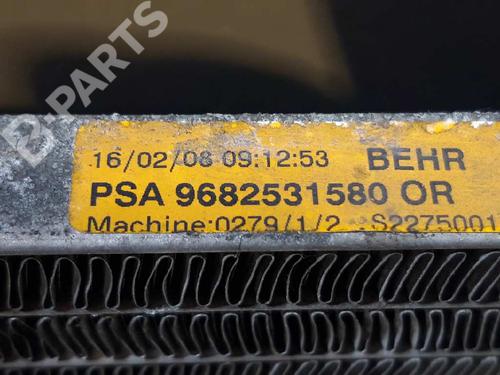 B-PARTS
16/02/08 09:12:53 BEHR
PSA 9682531580 OR
Machine:0279/1/2 S2275001